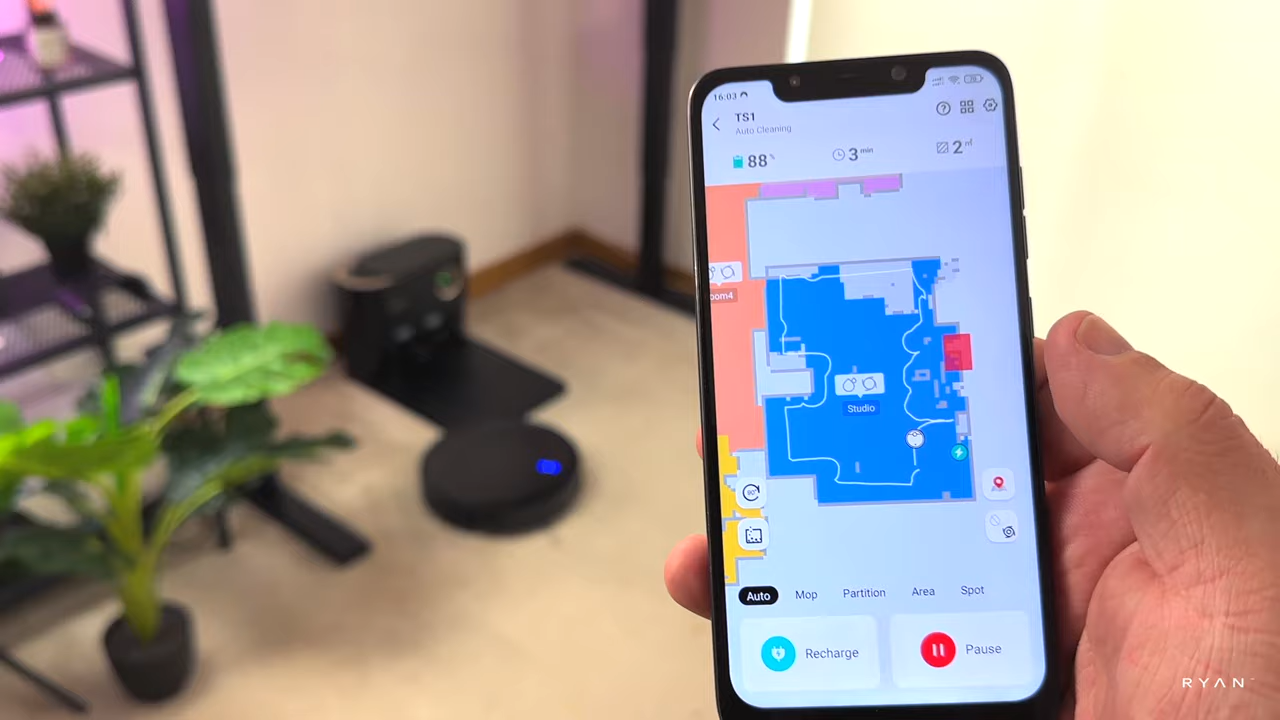 16:03
TS1
Auto Cleaning
88%
3 min
2 ㎡
oom4
Studio
90°
Auto Mop Partition Area Spot
Recharge
Pause
RYAN